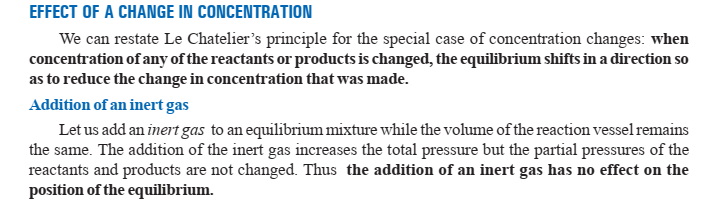 EFFECT OF A CHANGE IN CONCENTRATION
We can restate Le Chatelier’s principle for the special case of concentration changes: when
concentration of any of the reactants or products is changed, the equilibrium shifts in a direction so
as to reduce the change in concentration that was made.
Addition of an inert gas
Let us add an inert gas to an equilibrium mixture while the volume of the reaction vessel remains
the same. The addition of the inert gas increases the total pressure but the partial pressures of the
reactants and products are not changed. Thus the addition of an inert gas has no effect on the
position of the equilibrium.